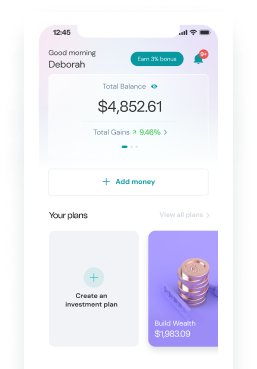 12:45
Good morning
Deborah
Earn 3% bonus
9+
Total Balance
$4,852.61
Total Gains 9.46%
Add money
Your plans
View all plans
Create an
investment plan
Build Wealth
$1,983.09